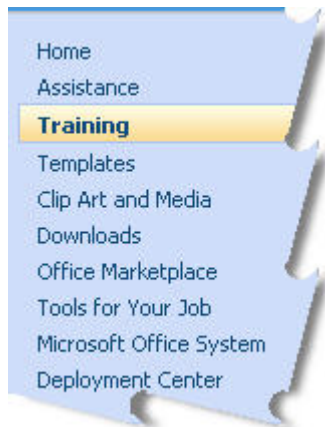 Home
Assistance
Training
Templates
Clip Art and Media
Downloads
Office Marketplace
Tools for Your Job
Microsoft Office System
Deployment Center